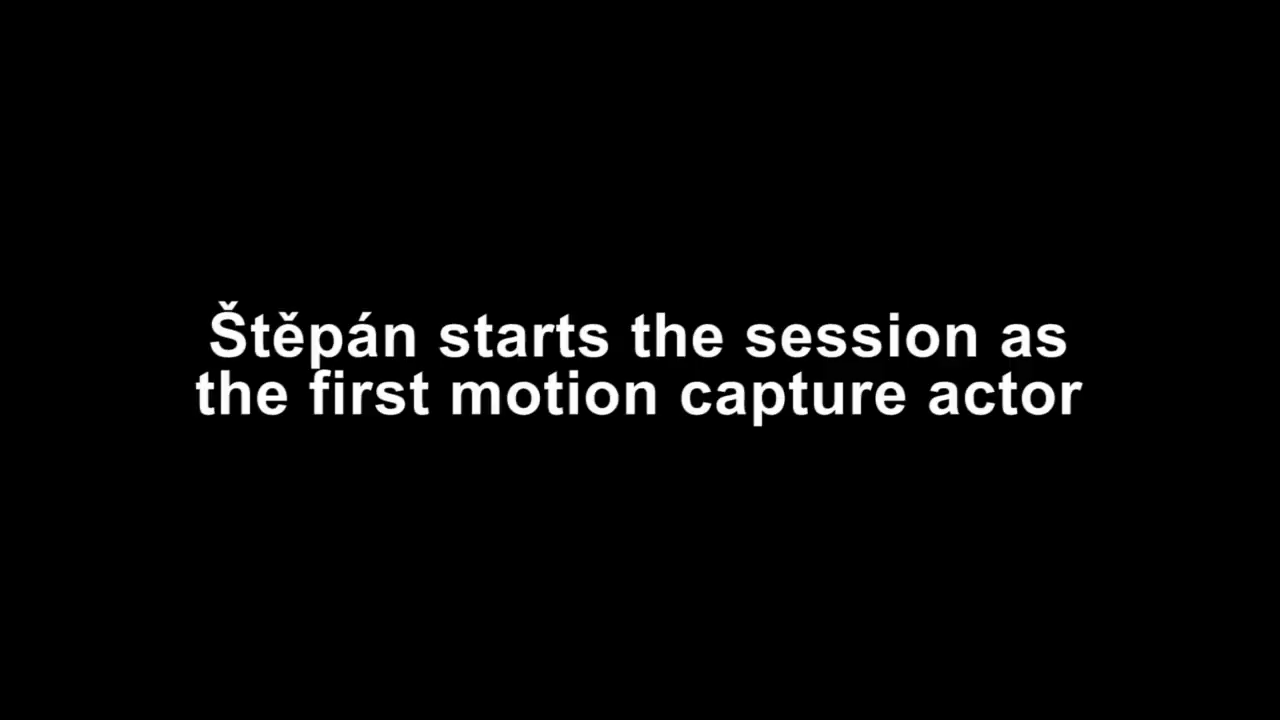 Štěpán starts the session as
the first motion capture actor